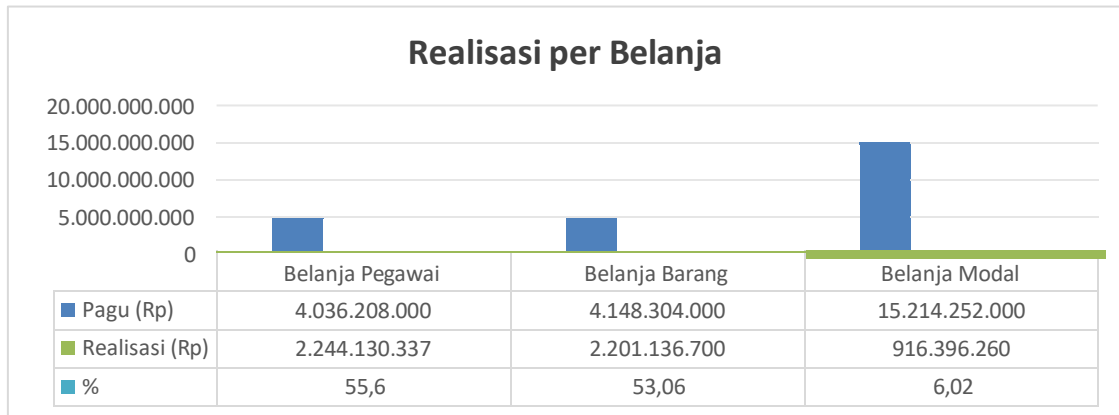 Realisasi per Belanja
20.000.000.000
15.000.000.000
10.000.000.000
5.000.000.000
0
Belanja Pegawai Belanja Barang Belanja Modal
Pagu (Rp) 4.036.208.000 4.148.304.000 15.214.252.000
Realisasi (Rp) 2.244.130.337 2.201.136.700 916.396.260
% 55,6 53,06 6,02